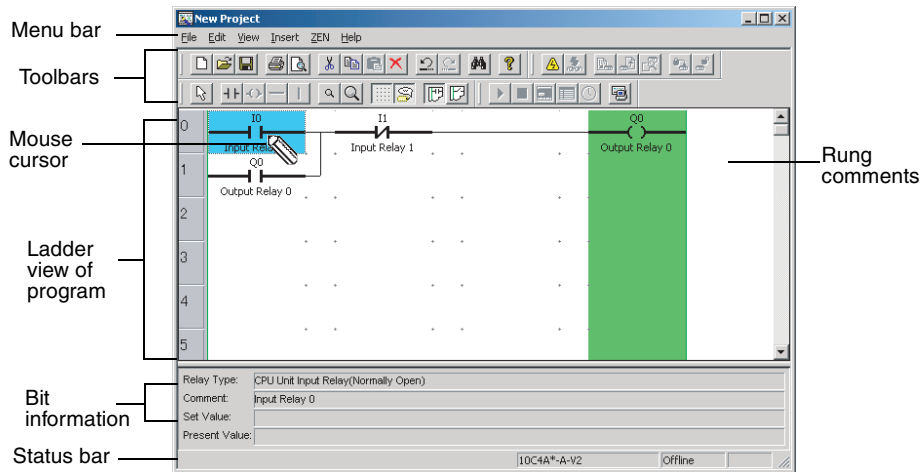 New Project
Menu bar
File Edit View Insert ZEN Help
Toolbars
Mouse
cursor
0
I0
Input Rel
I1
Input Relay 1
Q0
Output Relay 0
Rung
comments
1
Q0
Output Relay 0
2
Ladder
view of
program
3
4
5
Bit
information
Relay Type: CPU Unit Input Relay(Normally Open)
Comment: Input Relay 0
Set Value:
Present Value:
Status bar
10C4A*-A-V2 Offline